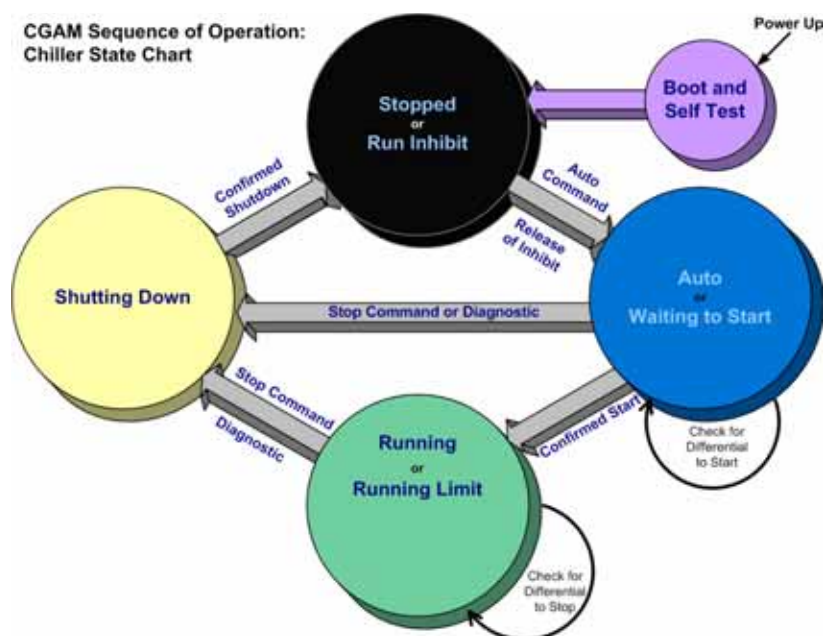 CGAM Sequence of Operation:
Chiller State Chart
Power Up
Boot and
Self Test
Stopped
or
Run Inhibit
Confirmed
Shutdown
Auto
Command
Release
of Inhibit
Shutting Down
Auto
or
Waiting to Start
Stop Command or Diagnostic
Stop Command
Diagnostic
Confirmed Start
Check for
Differential
to Start
Running
or
Running Limit
Check for
Differential
to Stop